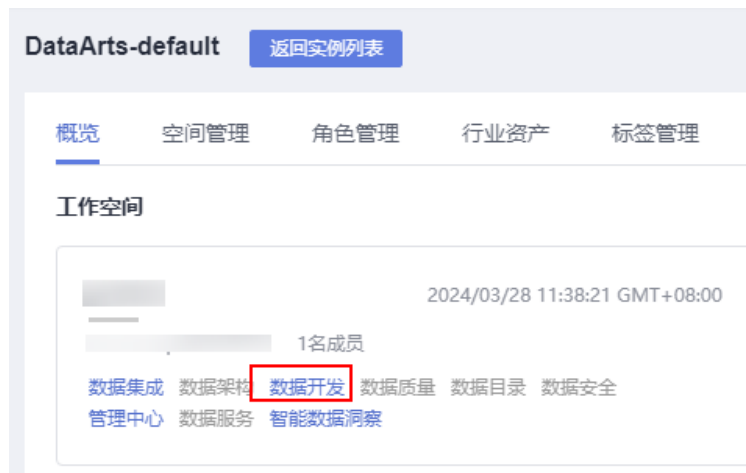 DataArts-default 返回实例列表
概览 空间管理 角色管理 行业资产 标签管理
工作空间
2024/03/28 11:38:21 GMT+08:00
1名成员
数据集成 数据架构 数据开发 数据质量 数据目录 数据安全
管理中心 数据服务 智能数据洞察